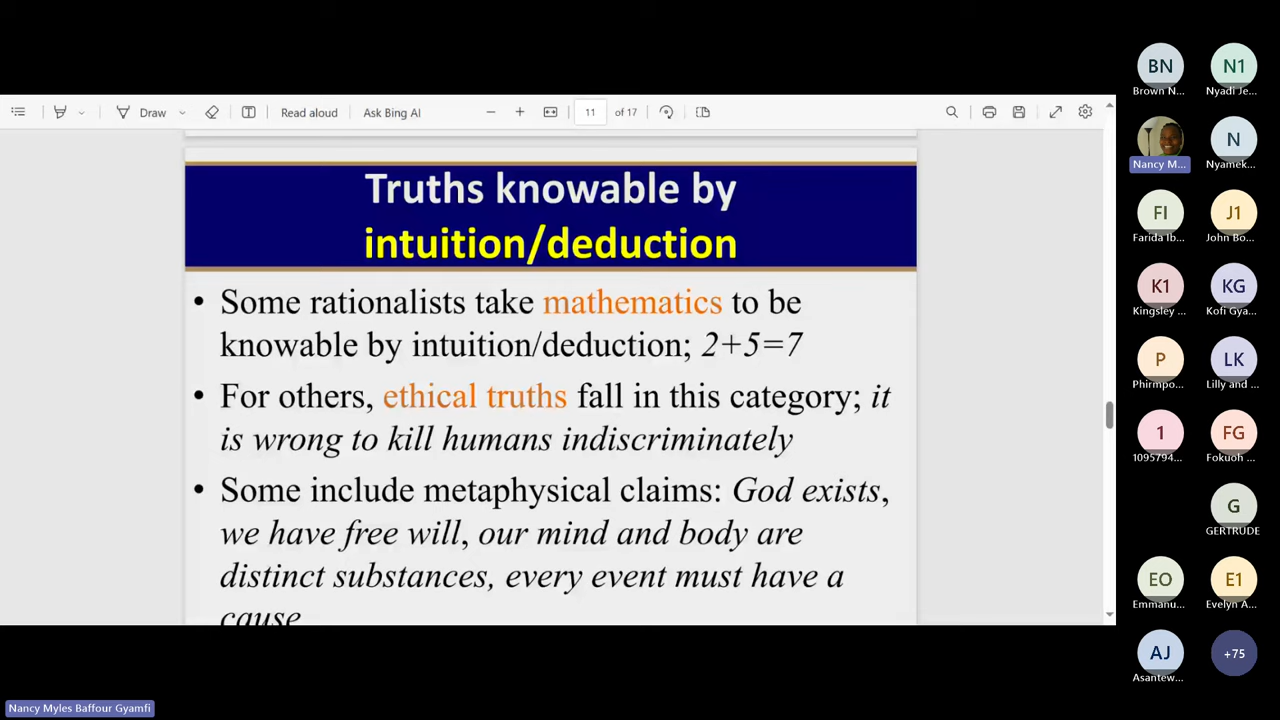 Draw
Read aloud
Ask Bing AI
11
of 17
Truths knowable by
intuition/deduction
• Some rationalists take mathematics to be
knowable by intuition/deduction; 2+5=7
• For others, ethical truths fall in this category; it
is wrong to kill humans indiscriminately
• Some include metaphysical claims: God exists,
we have free will, our mind and body are
distinct substances, every event must have a
cause
BN
Brown N...
N1
Nyadi Je...
Nancy M...
N
Nyamek...
FI
Farida Ib...
J1
John Bo...
K1
Kingsley ...
KG
Kofi Gya...
P
Phirmpo...
LK
Lilly and ...
1
1095794...
FG
Fokuoh ...
G
GERTRUDE
EO
Emmanu...
E1
Evelyn A...
AJ
Asantew...
+75
Nancy Myles Baffour Gyamfi